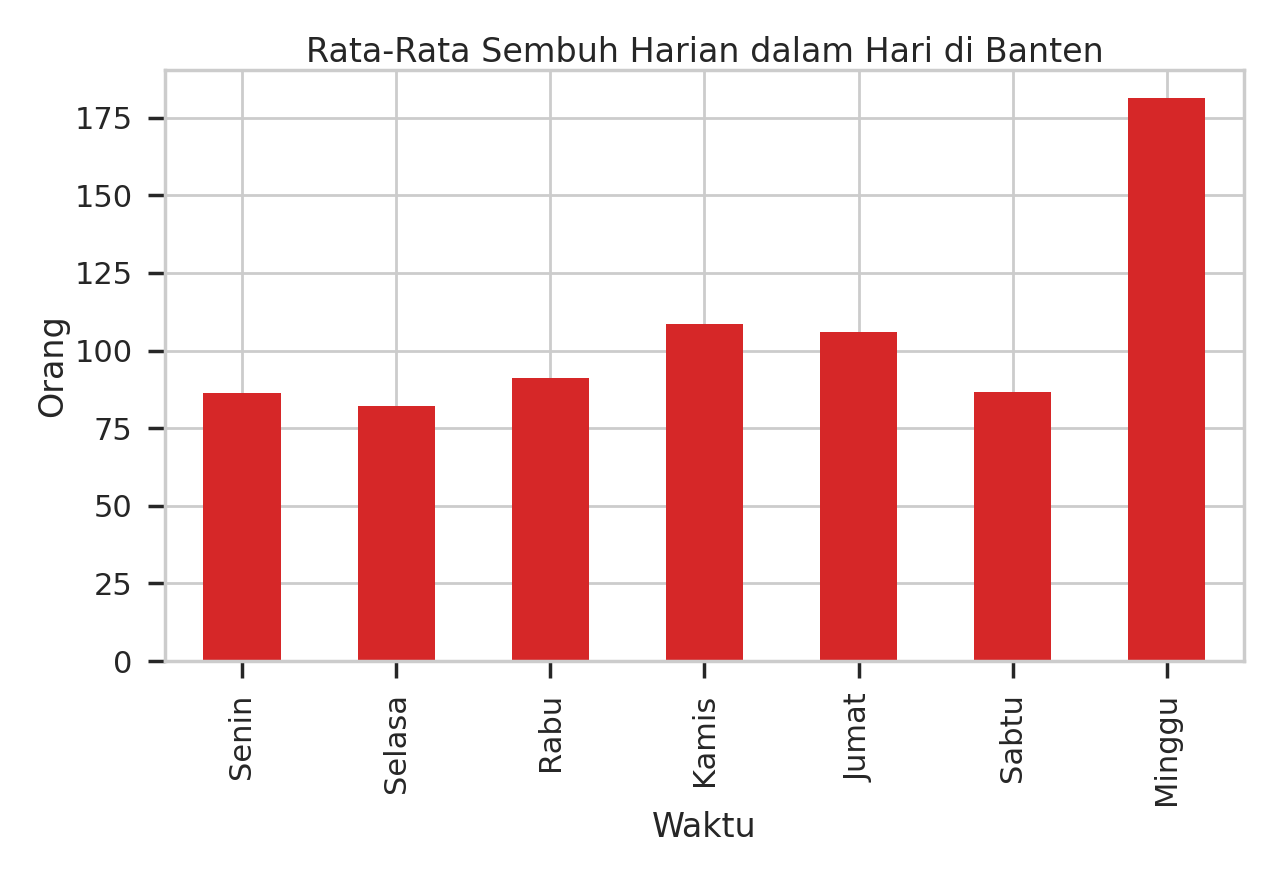 Rata-Rata Sembuh Harian dalam Hari di Banten
Orang
175
150
125
100
75
50
25
0
Senin
Selasa
Rabu
Kamis
Jumat
Sabtu
Minggu
Waktu